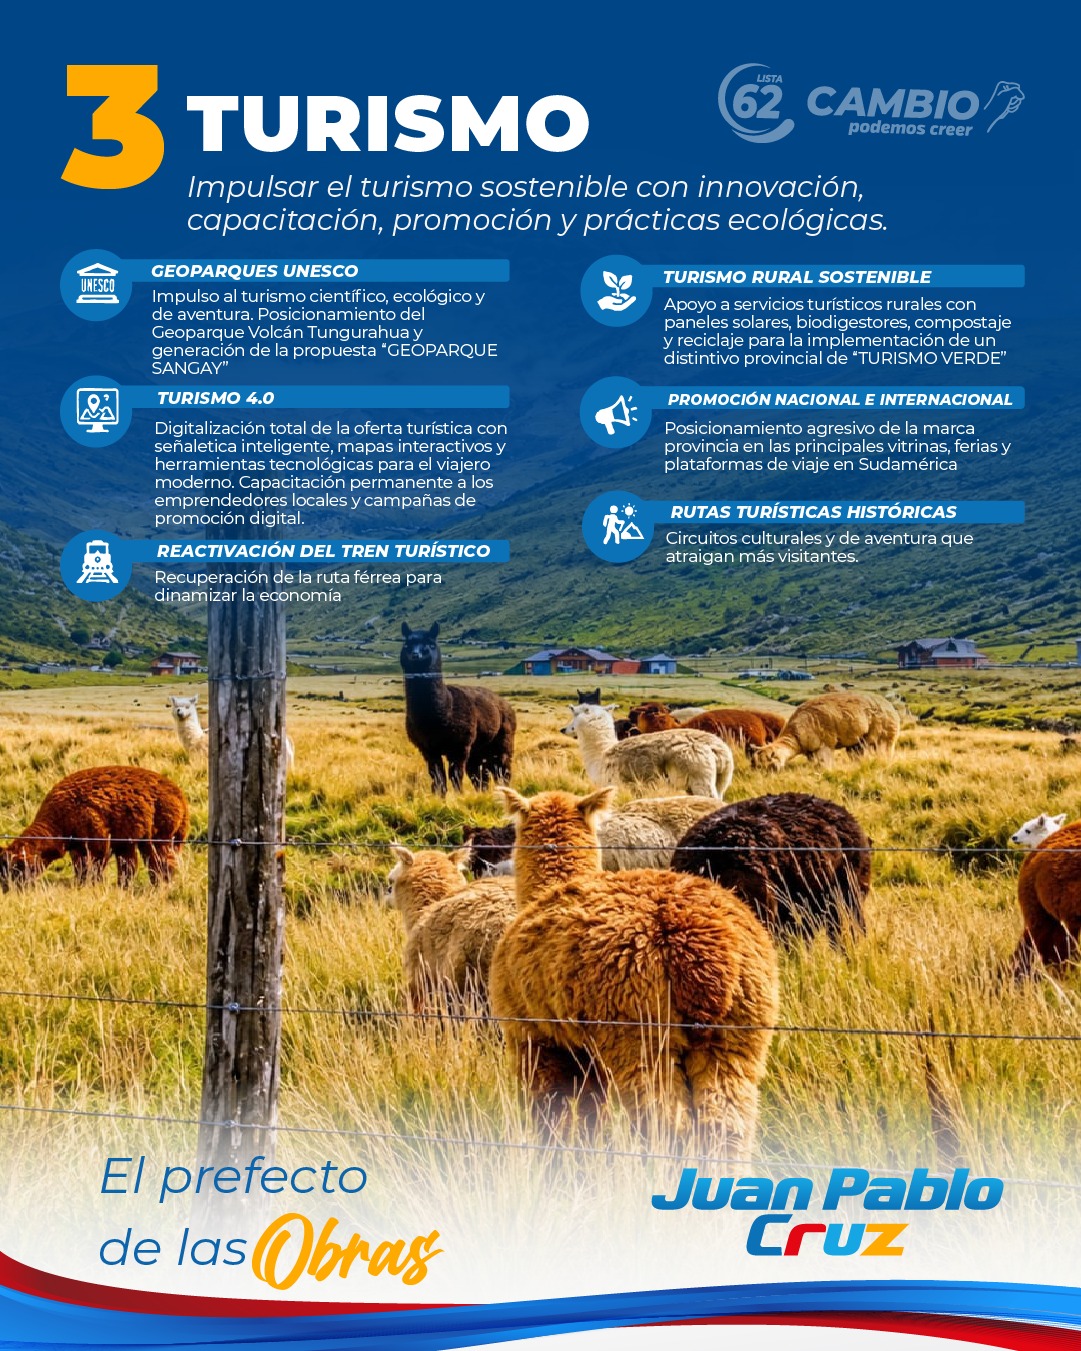 3 TURISMO
LISTA
62
CAMBIO
podemos creer
Impulsar el turismo sostenible con innovación,
capacitación, promoción y prácticas ecológicas.
UNESCO
GEOPARQUES UNESCO
Impulso al turismo científico, ecológico y
de aventura. Posicionamiento del
Geoparque Volcán Tungurahua y
generación de la propuesta “GEOPARQUE
SANGAY”
TURISMO 4.0
Digitalización total de la oferta turística con
señaletica inteligente, mapas interactivos y
herramientas tecnológicas para el viajero
moderno. Capacitación permanente a los
emprendedores locales y campañas de
promoción digital.
REACTIVACIÓN DEL TREN TURÍSTICO
Recuperación de la ruta férrea para
dinamizar la economía
TURISMO RURAL SOSTENIBLE
Apoyo a servicios turísticos rurales con
paneles solares, biodigestores, compostaje
y reciclaje para la implementación de un
distintivo provincial de “TURISMO VERDE”
PROMOCIÓN NACIONAL E INTERNACIONAL
Posicionamiento agresivo de la marca
provincia en las principales vitrinas, ferias y
plataformas de viaje en Sudamérica
RUTAS TURÍSTICAS HISTÓRICAS
Circuitos culturales y de aventura que
atraigan más visitantes.
El prefecto
de las Obras
Juan Pablo
Cruz